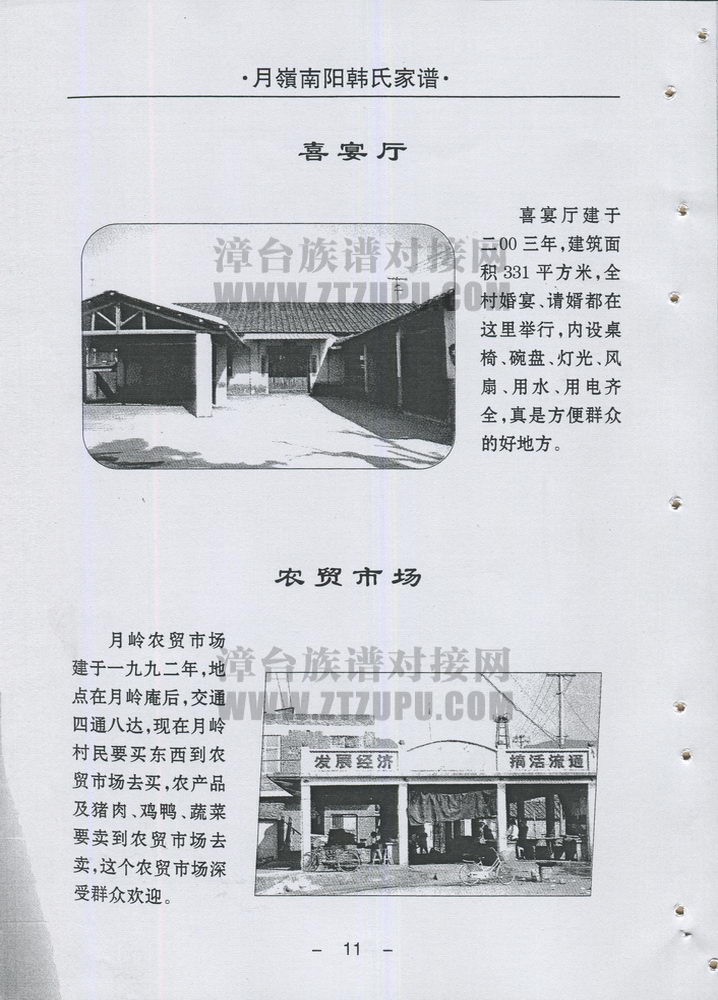 ·月嶺南阳韩氏家谱·
喜宴厅
喜宴厅建于
二00三年，建筑面
积331平方米，全
村婚宴、请婿都在
这里举行，内设桌
椅、碗盘、灯光、风
扇、用水、用电齐
全，真是方便群众
的好地方。
漳台族谱对接网
WWW.ZTZUPU.COM
农贸市场
月岭农贸市场
建于一九九二年，地
点在月岭庵后，交通
四通八达，现在月岭
村民要买东西到农
贸市场去买，农产品
及猪肉、鸡鸭、蔬菜
要卖到农贸市场去
卖，这个农贸市场深
受群众欢迎。
漳台族谱对接网
WWW.ZTZUPU.COM
发展经济
搞活流通
- 11 -